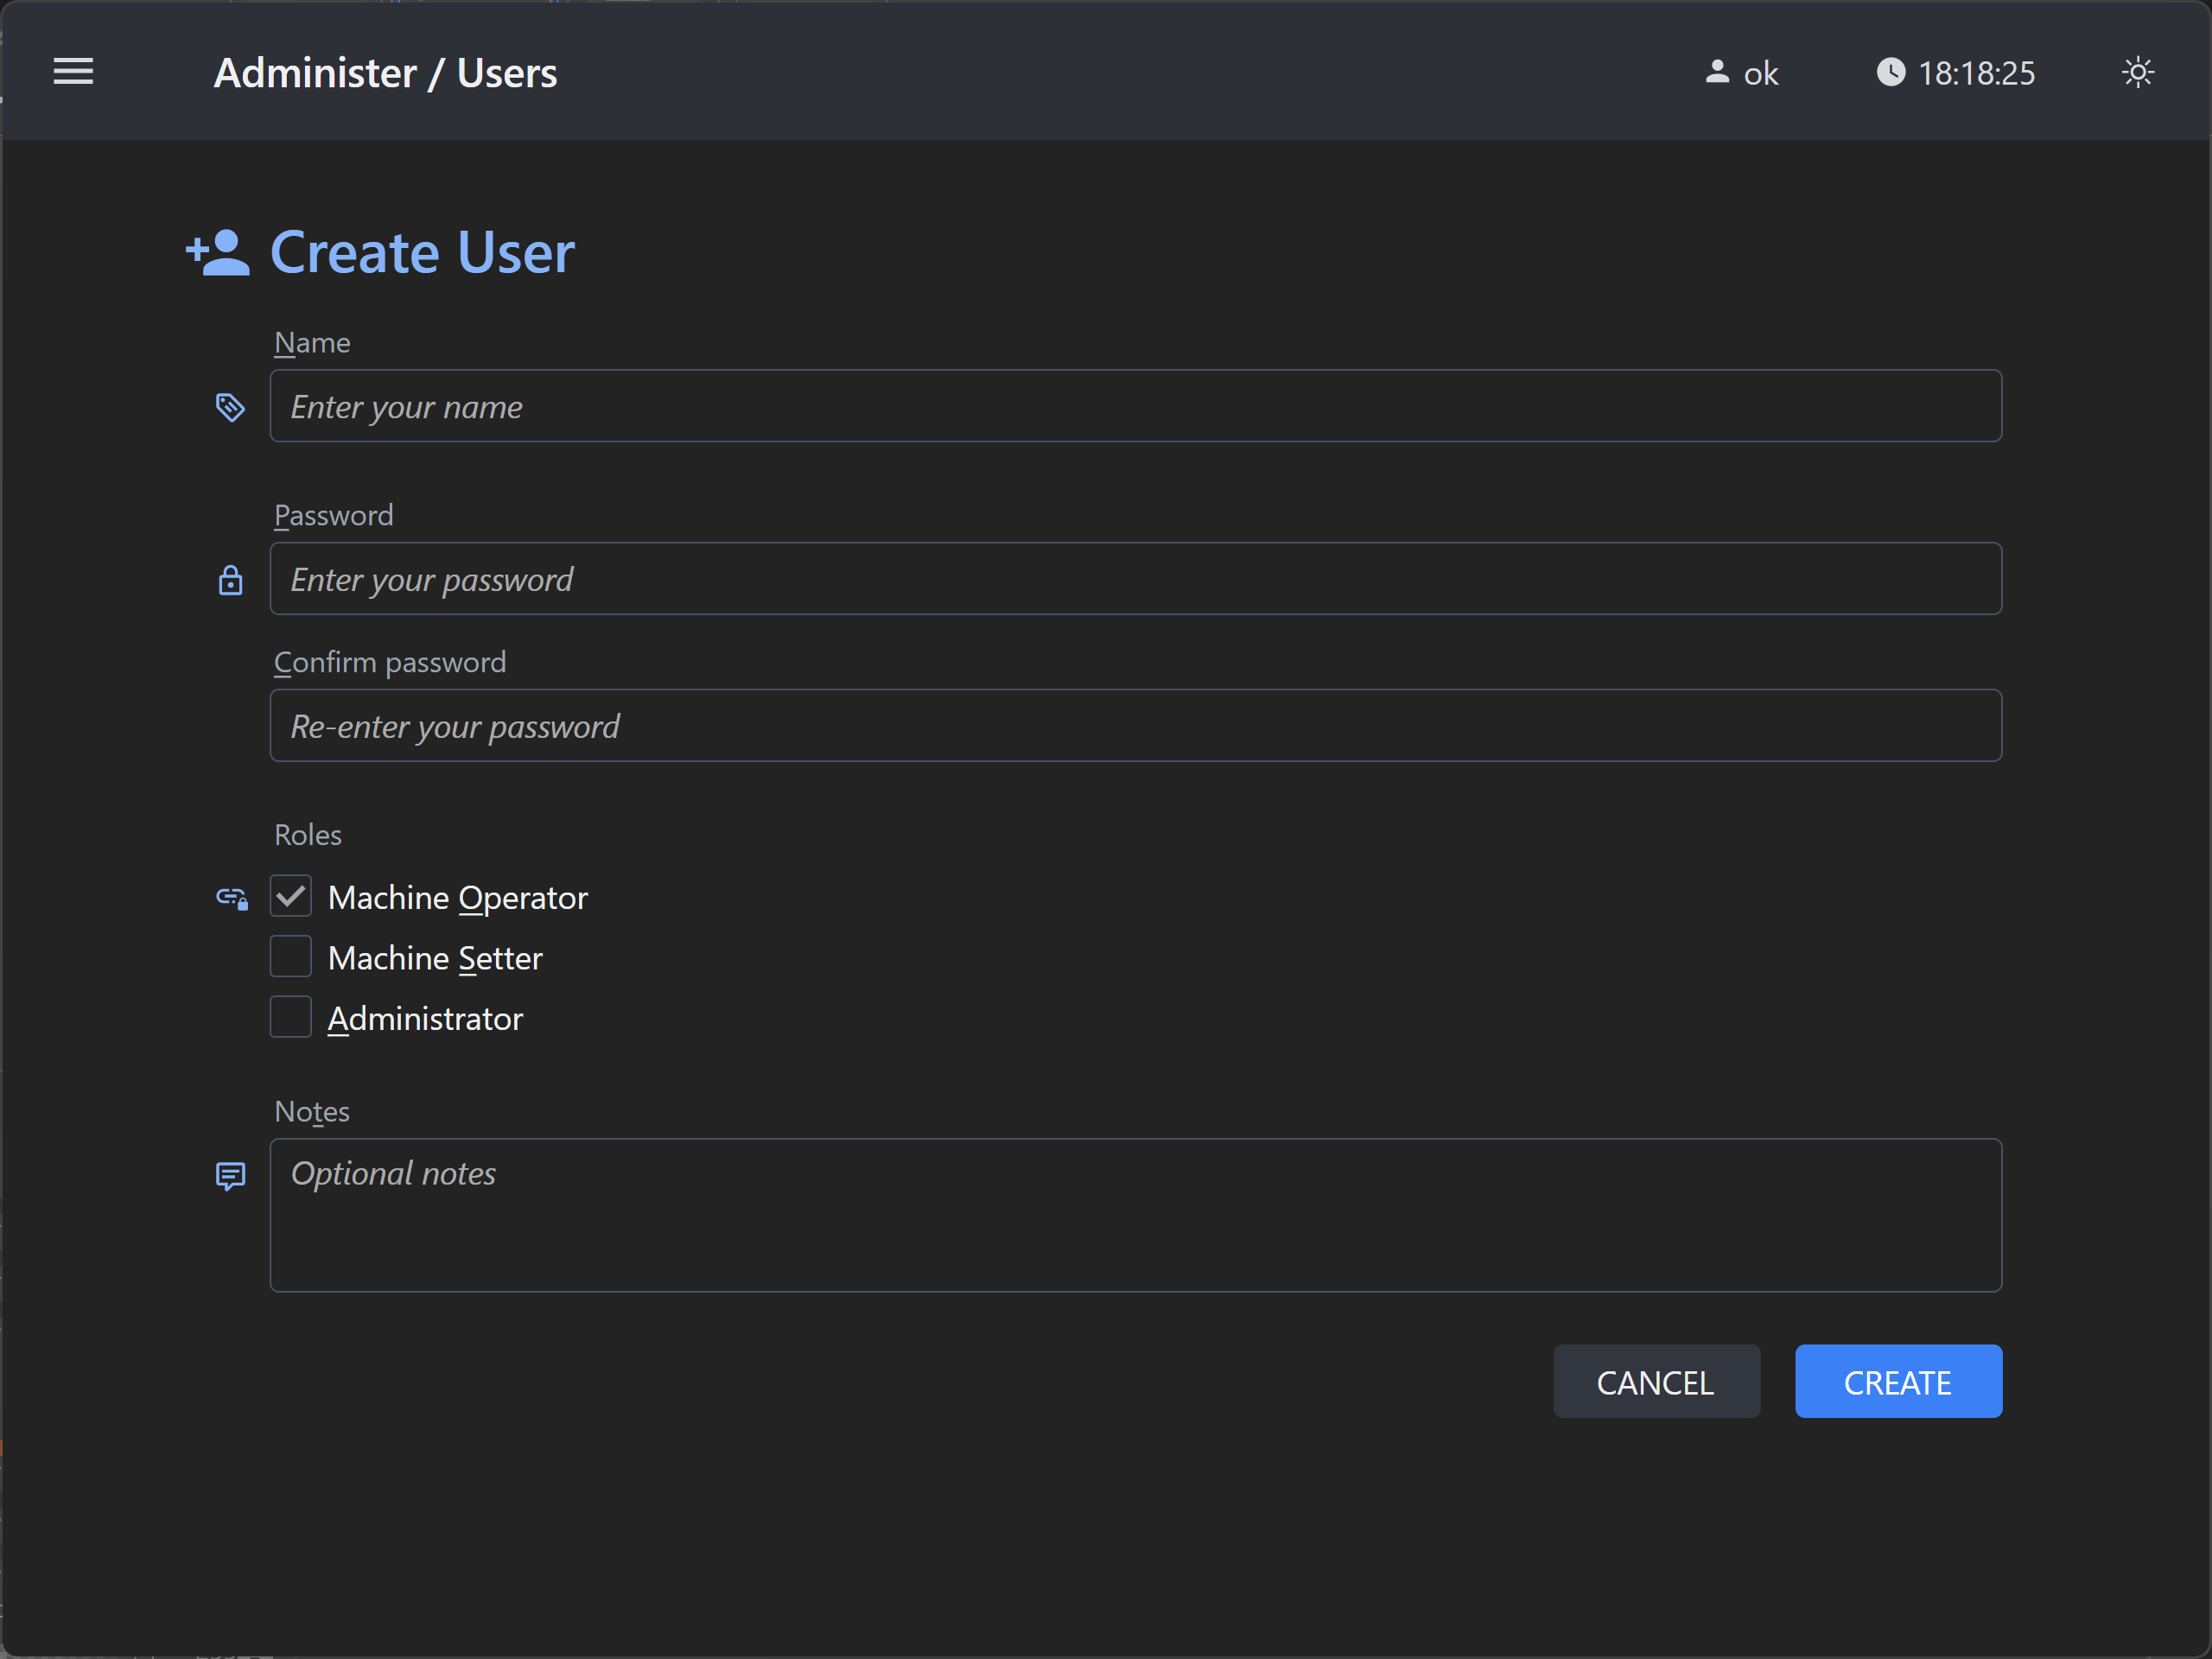 Administer / Users
ok
18:18:25
Create User
Name
Enter your name
Password
Enter your password
Confirm password
Re-enter your password
Roles
Machine Operator
Machine Setter
Administrator
Notes
Optional notes
CANCEL
CREATE